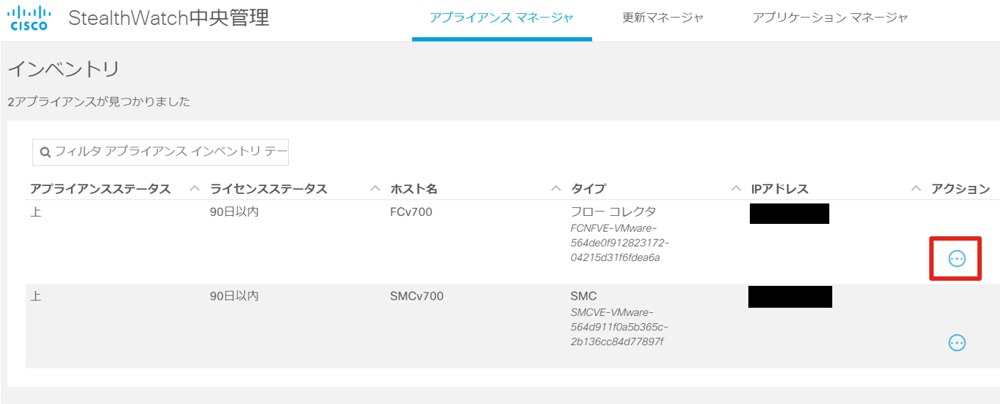 CISCO
StealthWatch中央管理
アプライアンス マネージャ 更新マネージャ アプリケーション マネージャ
インベントリ
2アプライアンスが見つかりました
フィルタ アプライアンス インベントリ テー
アプライアンスステータス ライセンスステータス ホスト名 タイプ IPアドレス アクション
上 90日以内 FCv700 フロー コレクタ
FCNFVE-VMware-
564de0f912823172-
04215d31f6fdea6a
上 90日以内 SMCv700 SMC
SMCVE-VMware-
564d911f0a5b365c-
2b136cc84d77897f